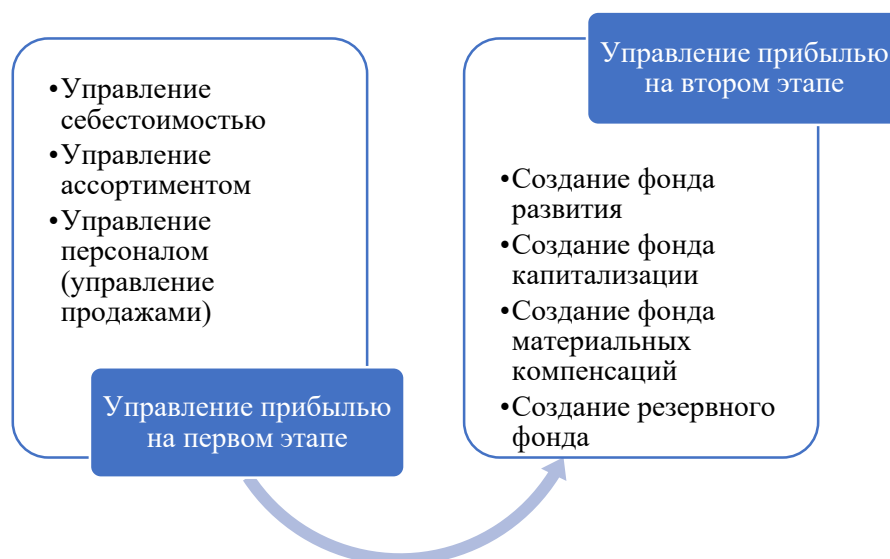 •Управление
себестоимостью
•Управление
ассортиментом
•Управление
персоналом
(управление
продажами)
Управление прибылью
на первом этапе
Управление прибылью
на втором этапе
•Создание фонда
развития
•Создание фонда
капитализации
•Создание фонда
материальных
компенсаций
•Создание резервного
фонда